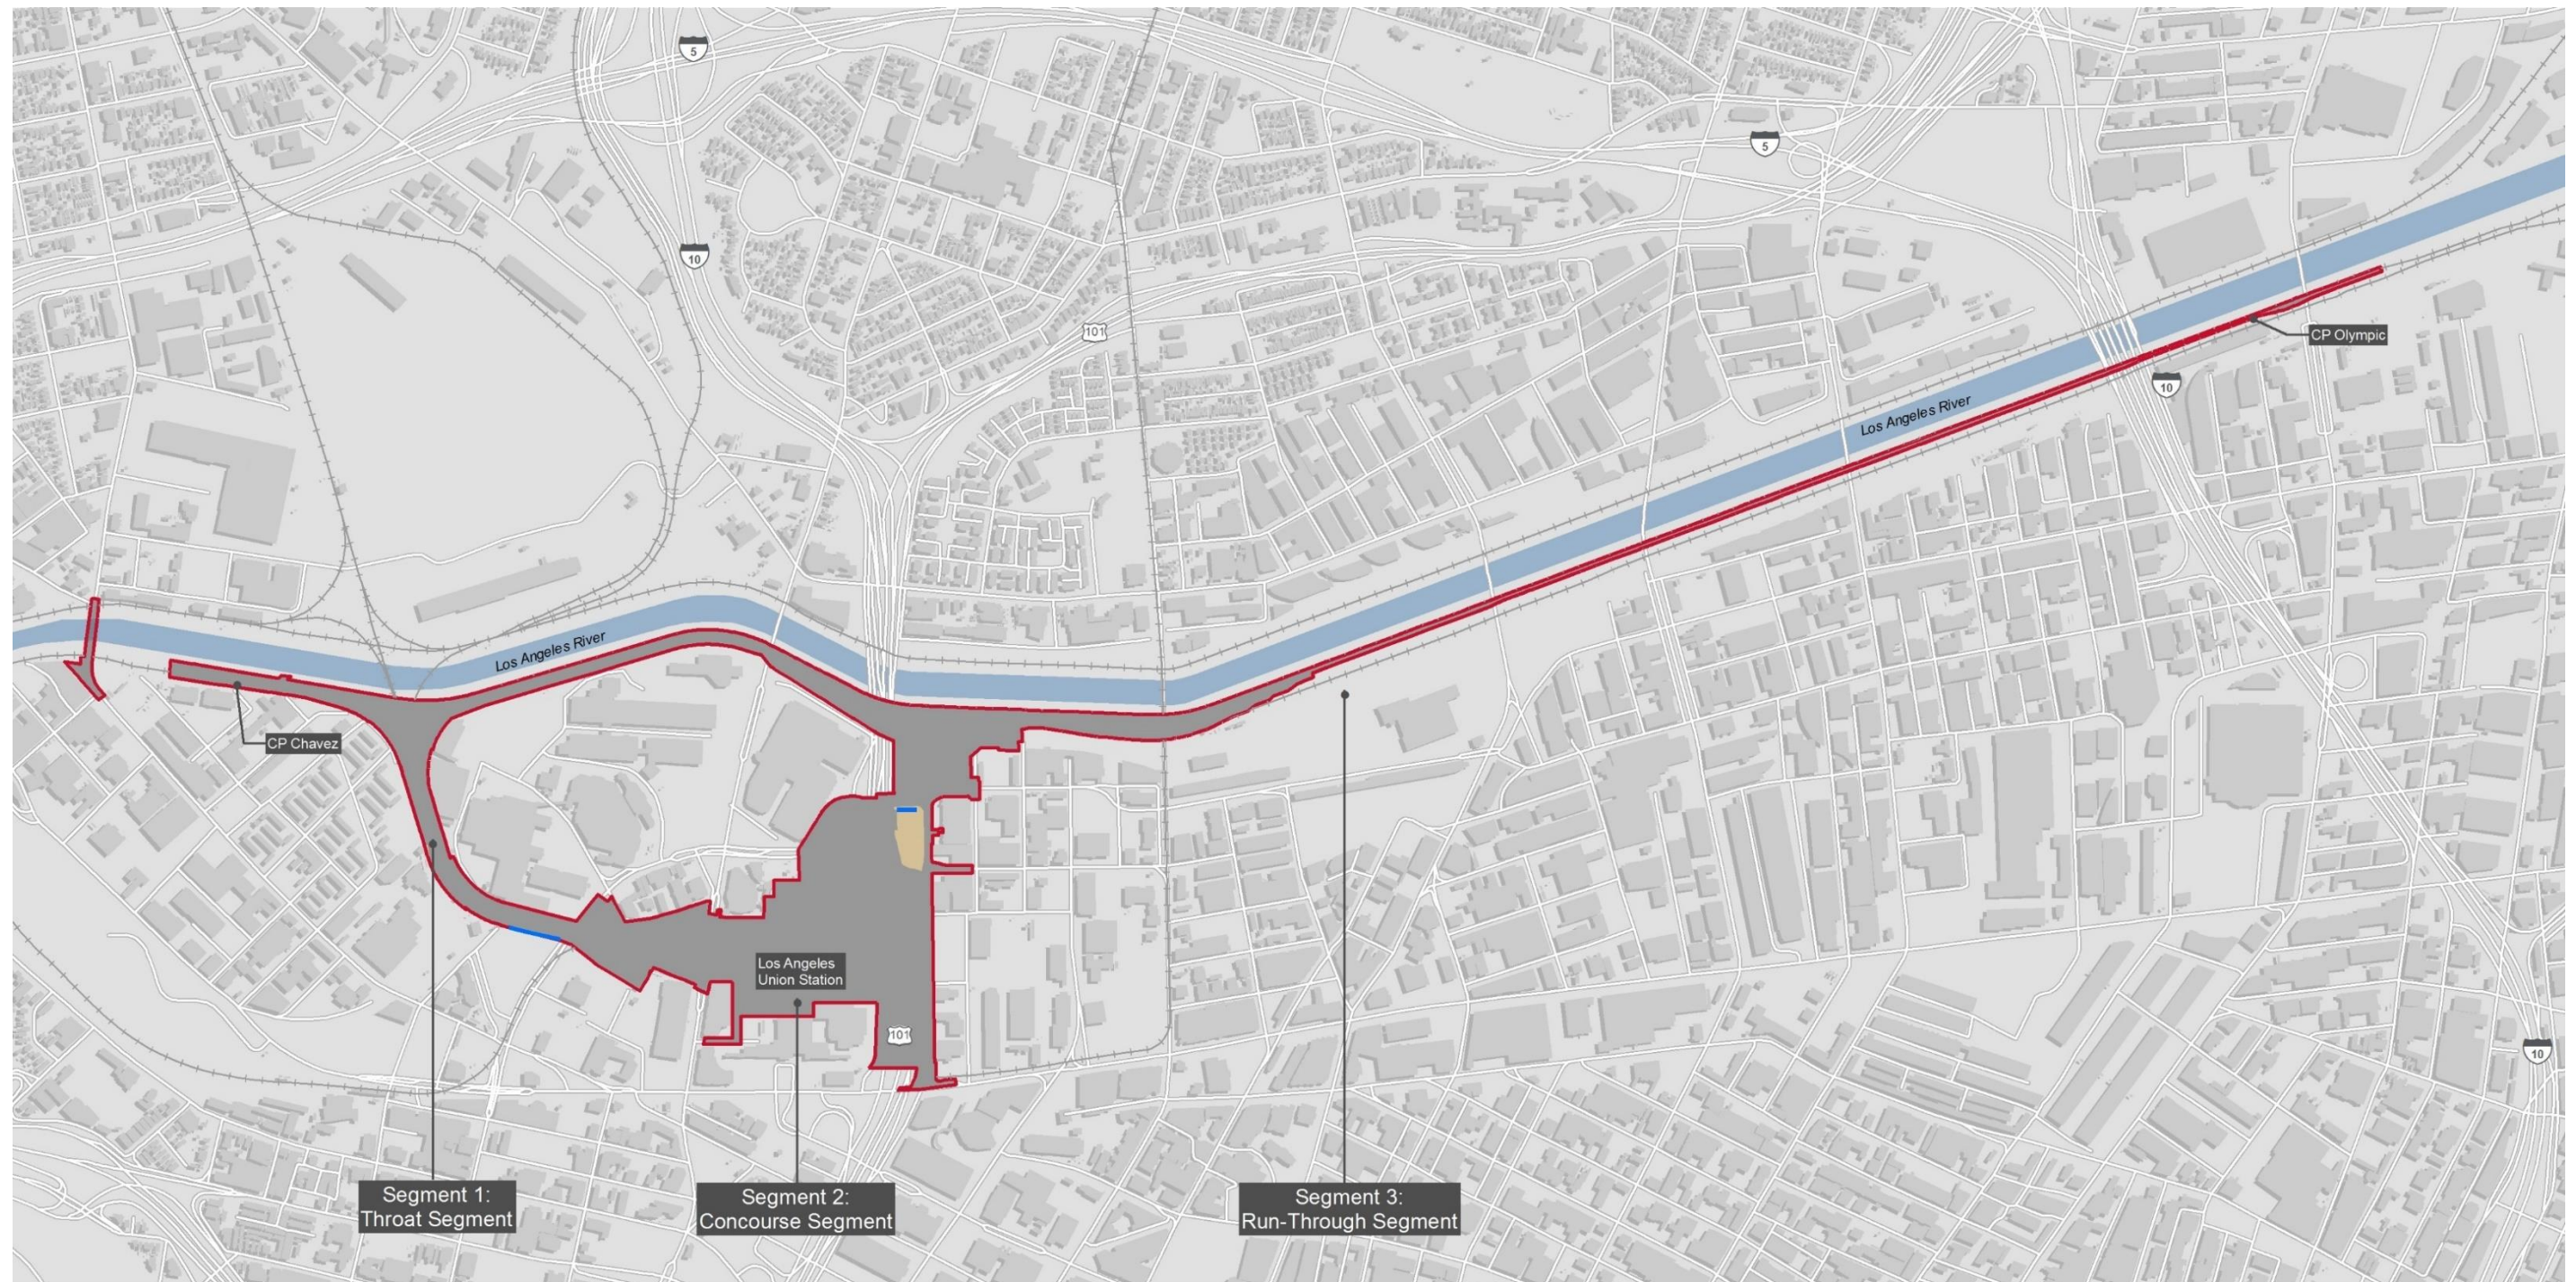 5
5
10
101
CP Olympic
10
Los Angeles River
Los Angeles River
CP Chavez
Los Angeles
Union Station
101
10
Segment 1:
Throat Segment
Segment 2:
Concourse Segment
Segment 3:
Run-Through Segment